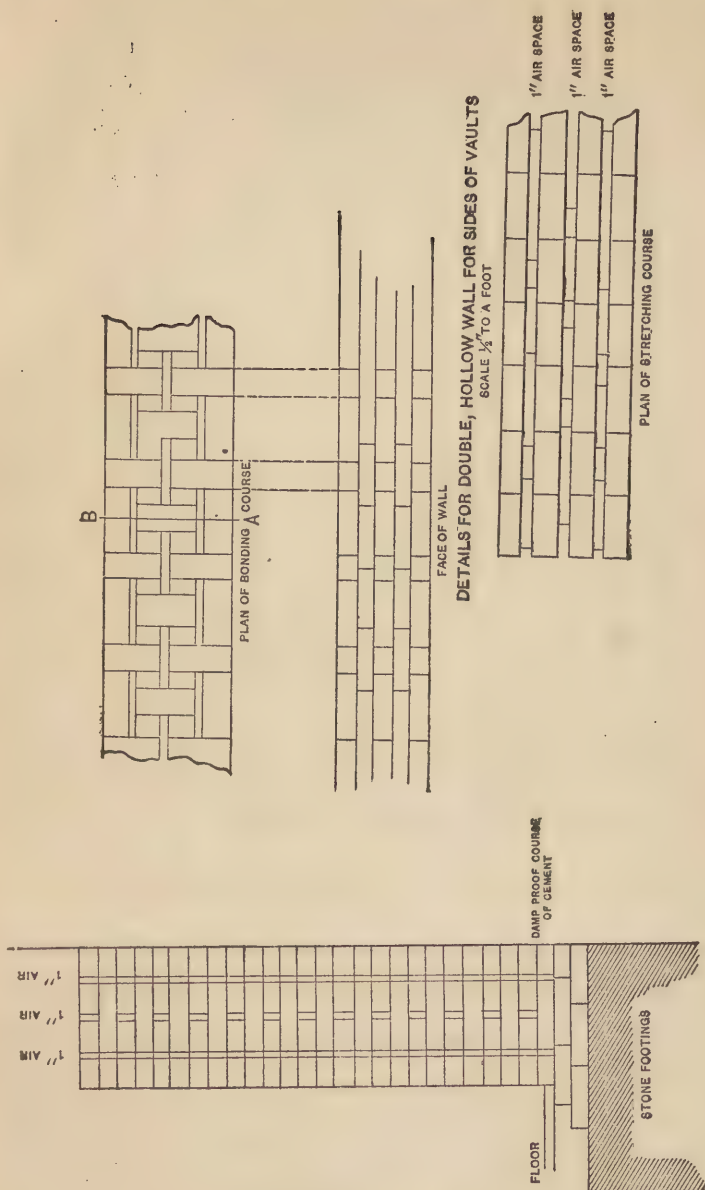 B
A
PLAN OF BONDING COURSE
FACE OF WALL
DETAILS FOR DOUBLE, HOLLOW WALL FOR SIDES OF VAULTS
SCALE ½" TO A FOOT
1" AIR SPACE
1" AIR SPACE
1" AIR SPACE
PLAN OF STRETCHING COURSE
1" AIR
1" AIR
1" AIR
DAMP PROOF COURSE
OF CEMENT
FLOOR
STONE FOOTINGS